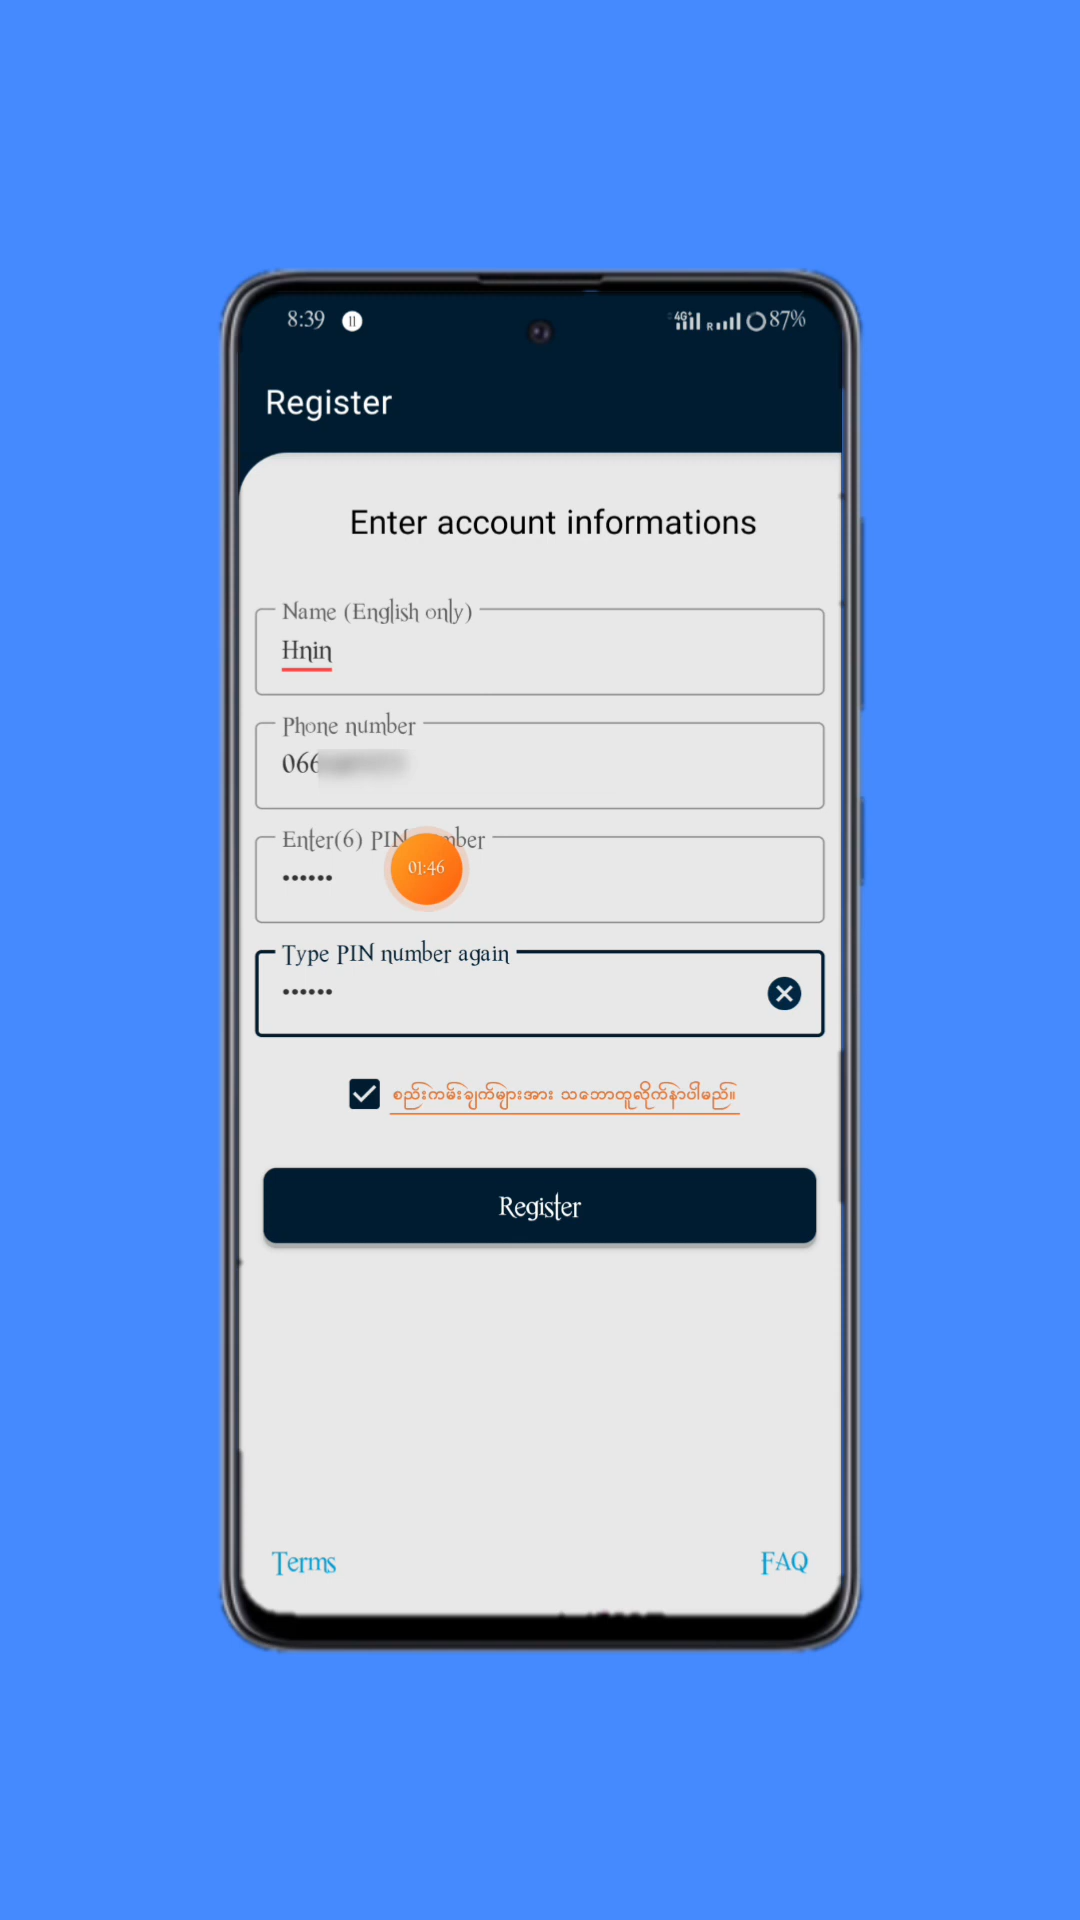 8:39
4G+ R 87%
Register
Enter account informations
Name (English only)
Hnin
Phone number
066
Enter(6) PIN
01:46
Type PIN number again
စည်းကမ်းချက်များအား သဘောတူလိုက်နာပါမည်။
Register
Terms
FAQ